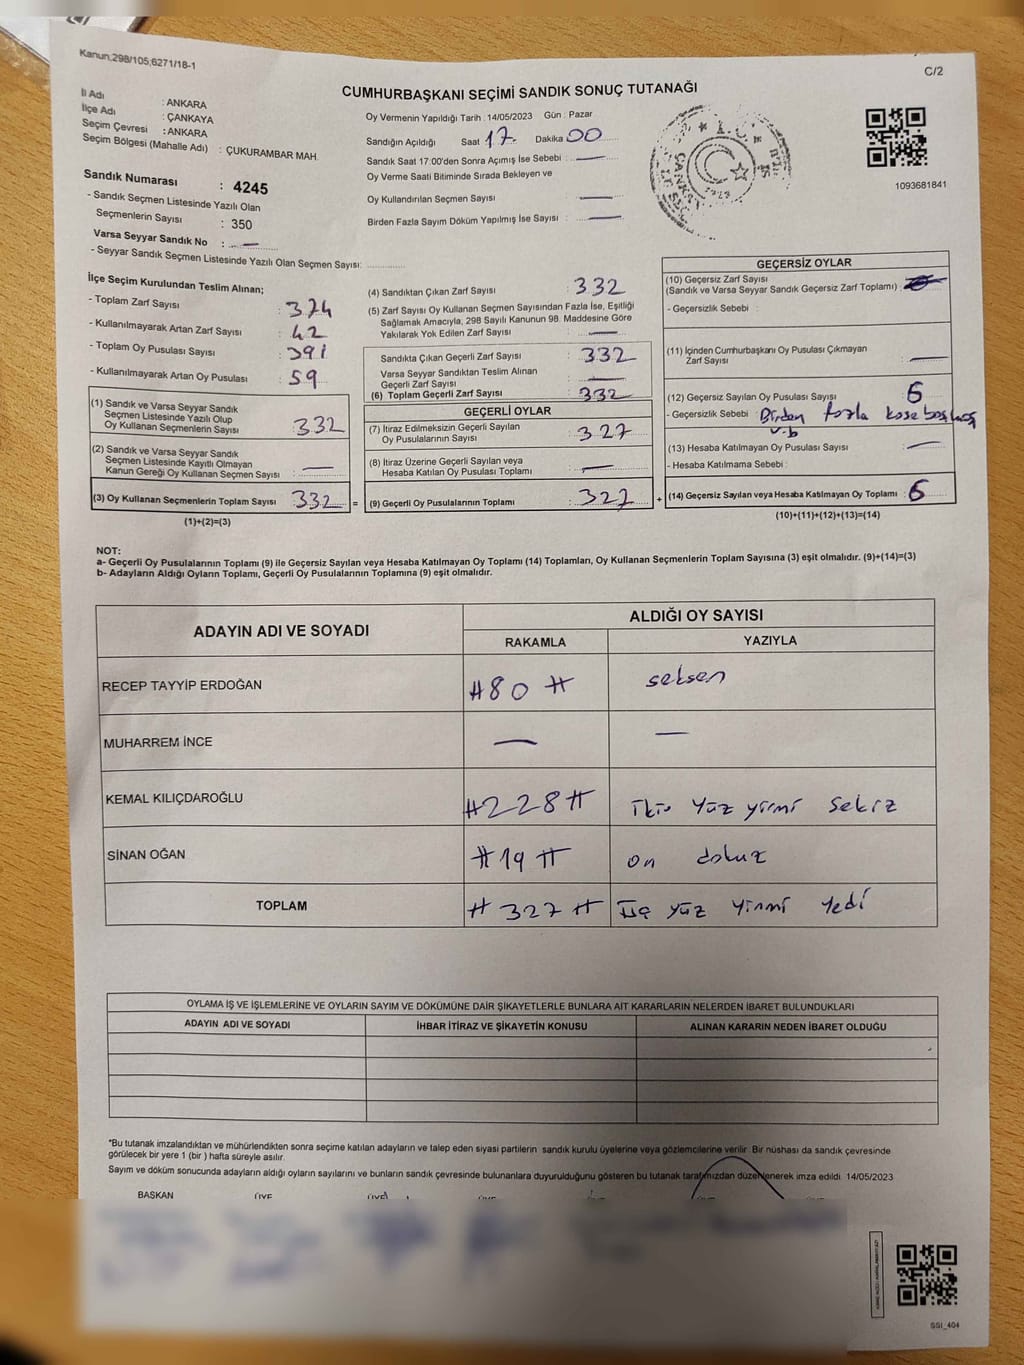 Kanun.298/105;6271/18-1
C/2
CUMHURBAŞKANI SEÇİMİ SANDIK SONUÇ TUTANAĞI
İl Adı : ANKARA
İlçe Adı : ÇANKAYA
Seçim Çevresi : ANKARA
Seçim Bölgesi (Mahalle Adı) : ÇUKURAMBAR MAH.
Sandık Numarası : 4245
- Sandık Seçmen Listesinde Yazılı Olan
Seçmenlerin Sayısı : 350
Varsa Seyyar Sandık No : —
- Seyyar Sandık Seçmen Listesinde Yazılı Olan Seçmen Sayısı:
Oy Vermenin Yapıldığı Tarih : 14/05/2023 Gün : Pazar
Sandığın Açıldığı Saat 17 Dakika 00
Sandık Saat 17:00'den Sonra Açımış İse Sebebi : —
Oy Verme Saati Bitiminde Sırada Bekleyen ve
Oy Kullandırılan Seçmen Sayısı —
Birden Fazla Sayım Döküm Yapılmış İse Sayısı : —
1093681841
İlçe Seçim Kurulundan Teslim Alınan;
- Toplam Zarf Sayısı : 374
- Kullanılmayarak Artan Zarf Sayısı : 42
- Toplam Oy Pusulası Sayısı : 391
- Kullanılmayarak Artan Oy Pusulası : 59
(1) Sandık ve Varsa Seyyar Sandık
Seçmen Listesinde Yazılı Olup
Oy Kullanan Seçmenlerin Sayısı : 332
(2) Sandık ve Varsa Seyyar Sandık
Seçmen Listesinde Kayıtlı Olmayan
Kanun Gereği Oy Kullanan Seçmen Sayısı : —
(3) Oy Kullanan Seçmenlerin Toplam Sayısı : 332 =
(1)+(2)=(3)
(4) Sandıktan Çıkan Zarf Sayısı : 332
(5) Zarf Sayısı Oy Kullanan Seçmen Sayısından Fazla İse, Eşitliği
Sağlamak Amacıyla, 298 Sayılı Kanunun 98. Maddesine Göre
Yakılarak Yok Edilen Zarf Sayısı : —
Sandıkta Çıkan Geçerli Zarf Sayısı : 332
Varsa Seyyar Sandıktan Teslim Alınan
Geçerli Zarf Sayısı : —
(6) Toplam Geçerli Zarf Sayısı : 332
GEÇERLİ OYLAR
(7) İtiraz Edilmeksizin Geçerli Sayılan
Oy Pusulalarının Sayısı : 327
(8) İtiraz Üzerine Geçerli Sayılan veya
Hesaba Katılan Oy Pusulası Toplamı : —
(9) Geçerli Oy Pusulalarının Toplamı : 327 +
GEÇERSİZ OYLAR
(10) Geçersiz Zarf Sayısı
(Sandık ve Varsa Seyyar Sandık Geçersiz Zarf Toplamı) :
- Geçersizlik Sebebi :
(11) İçinden Cumhurbaşkanı Oy Pusulası Çıkmayan
Zarf Sayısı : —
(12) Geçersiz Sayılan Oy Pusulası Sayısı : 6
- Geçersizlik Sebebi : Birden fazla kaşe
v.b
(13) Hesaba Katılmayan Oy Pusulası Sayısı : —
- Hesaba Katılmama Sebebi :
(14) Geçersiz Sayılan veya Hesaba Katılmayan Oy Toplamı : 6
(10)+(11)+(12)+(13)=(14)
NOT:
a- Geçerli Oy Pusulalarının Toplamı (9) ile Geçersiz Sayılan veya Hesaba Katılmayan Oy Toplamı (14) Toplamları, Oy Kullanan Seçmenlerin Toplam Sayısına (3) eşit olmalıdır. (9)+(14)=(3)
b- Adayların Aldığı Oyların Toplamı, Geçerli Oy Pusulalarının Toplamına (9) eşit olmalıdır.
ADAYIN ADI VE SOYADI
ALDIĞI OY SAYISI
RAKAMLA YAZIYLA
RECEP TAYYİP ERDOĞAN #80# seksen
MUHARREM İNCE — —
KEMAL KILIÇDAROĞLU #228# iki yüz yirmi sekiz
SİNAN OĞAN #19# on dokuz
TOPLAM #327# üç yüz yirmi yedi
OYLAMA İŞ VE İŞLEMLERİNE VE OYLARIN SAYIM VE DÖKÜMÜNE DAİR ŞİKAYETLERLE BUNLARA AİT KARARLARIN NELERDEN İBARET BULUNDUKLARI
ADAYIN ADI VE SOYADI İHBAR İTİRAZ VE ŞİKAYETİN KONUSU ALINAN KARARIN NEDEN İBARET OLDUĞU
"Bu tutanak imzalandıktan ve mühürlendikten sonra seçime katılan adayların ve talep eden siyasi partilerin sandık kurulu üyelerine veya gözlemcilerine verilir. Bir nüshası da sandık çevresinde
görülecek bir yere 1 (bir) hafta süreyle asılır.
Sayım ve döküm sonucunda adayların aldığı oyların sayılarını ve bunların sandık çevresinde bulunanlara duyurulduğunu gösteren bu tutanak tarafımızdan düzenlenerek imza edildi. 14/05/2023
BAŞKAN ÜYE ÜYE
SSI_404